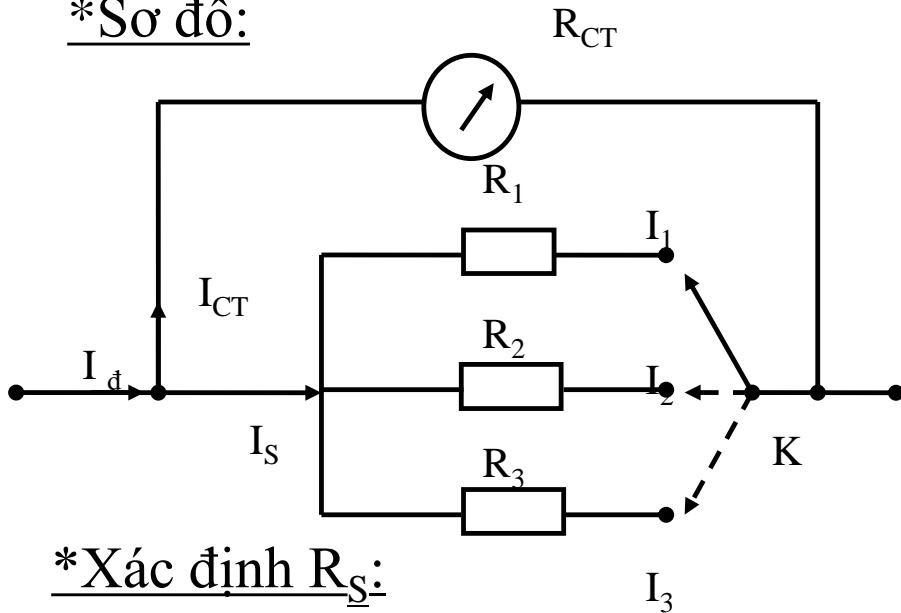 *Sơ đồ:
R_CT
R_1
I_1
I_CT
R_2
I_đ
I_2
I_S
K
R_3
*Xác định R_S:
I_3